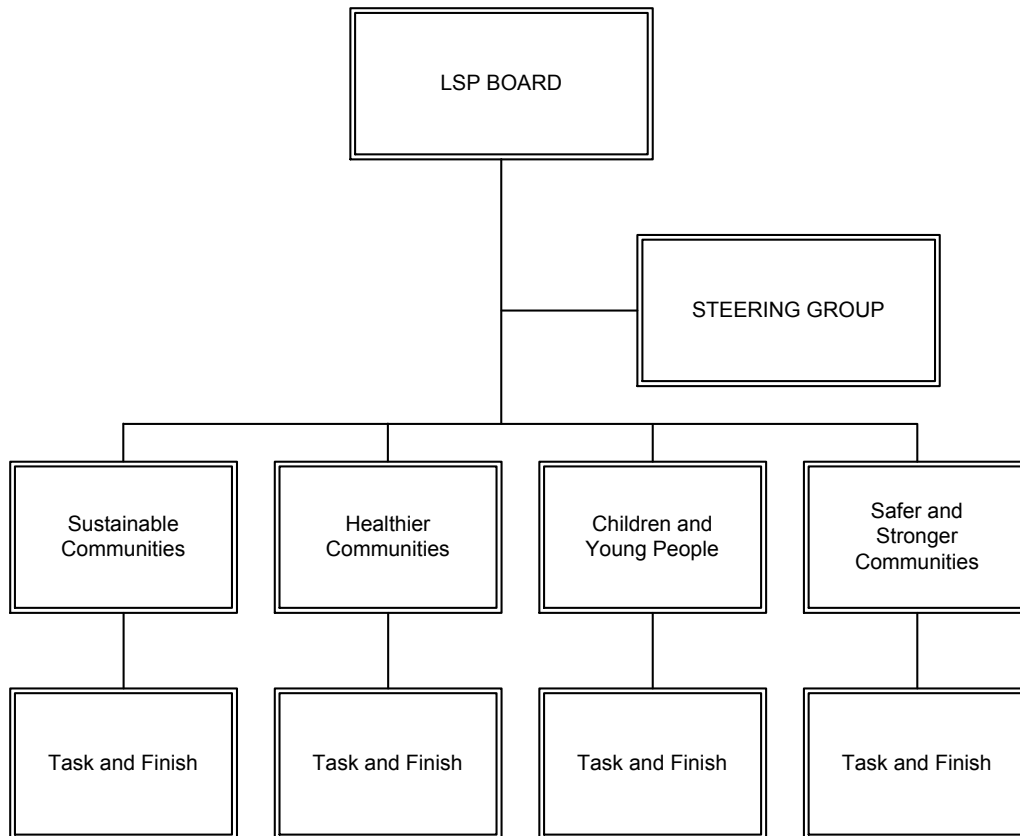 LSP BOARD
STEERING GROUP
Sustainable
Communities
Healthier
Communities
Children and
Young People
Safer and
Stronger
Communities
Task and Finish
Task and Finish
Task and Finish
Task and Finish